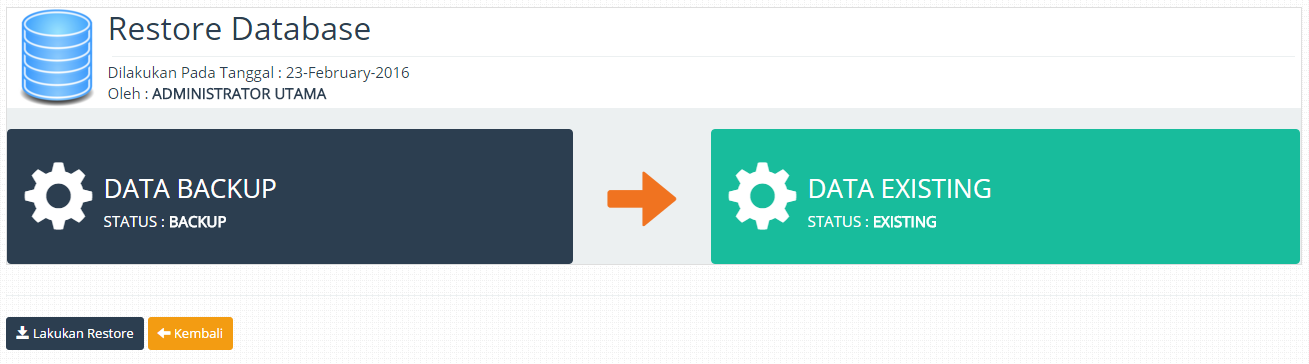 Restore Database
Dilakukan Pada Tanggal : 23-February-2016
Oleh : ADMINISTRATOR UTAMA
DATA BACKUP
STATUS : BACKUP
DATA EXISTING
STATUS : EXISTING
Lakukan Restore
Kembali